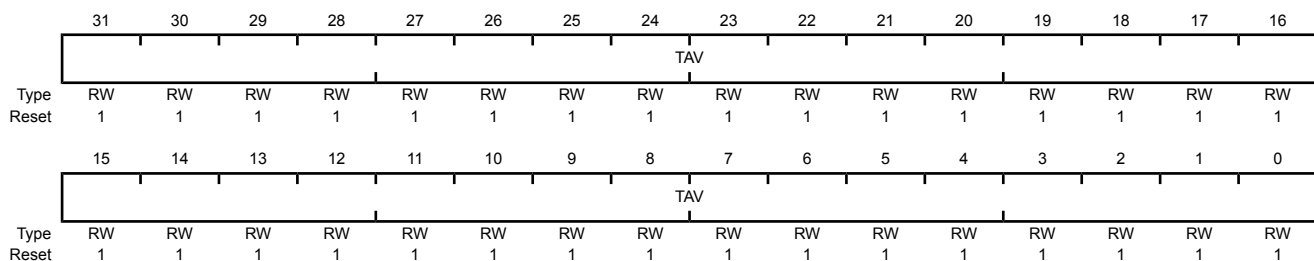 31 30 29 28 27 26 25 24 23 22 21 20 19 18 17 16
TAV
Type RW RW RW RW RW RW RW RW RW RW RW RW RW RW RW RW
Reset 1 1 1 1 1 1 1 1 1 1 1 1 1 1 1 1
15 14 13 12 11 10 9 8 7 6 5 4 3 2 1 0
TAV
Type RW RW RW RW RW RW RW RW RW RW RW RW RW RW RW RW
Reset 1 1 1 1 1 1 1 1 1 1 1 1 1 1 1 1